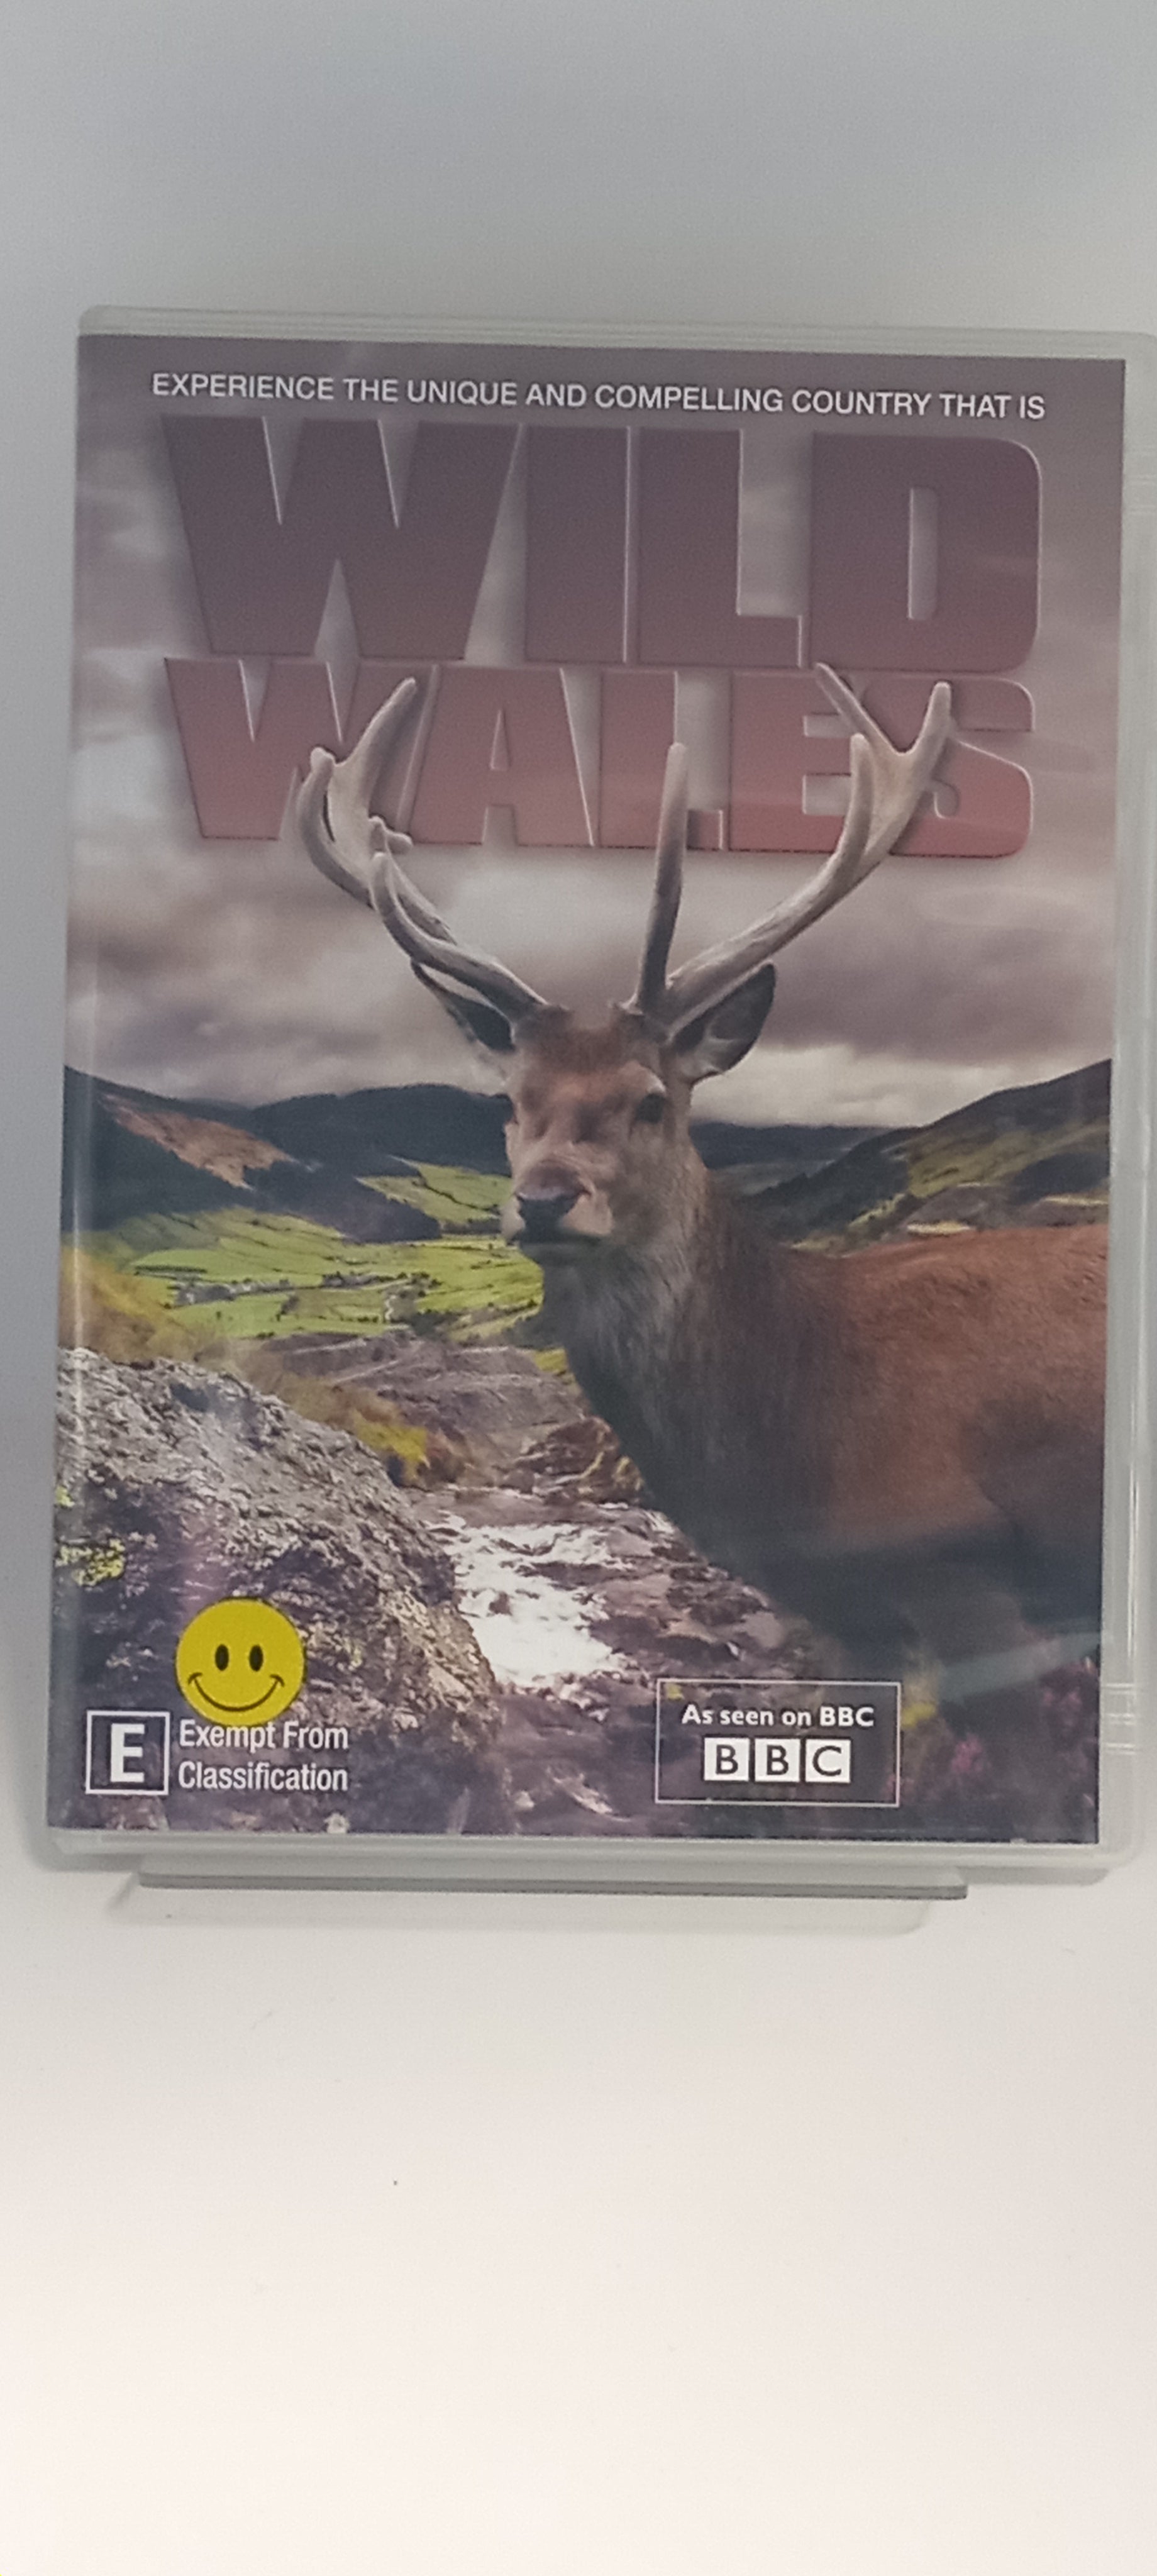 EXPERIENCE THE UNIQUE AND COMPELLING COUNTRY THAT IS
WILD
WALES
E
Exempt From
Classification
As seen on BBC
BBC